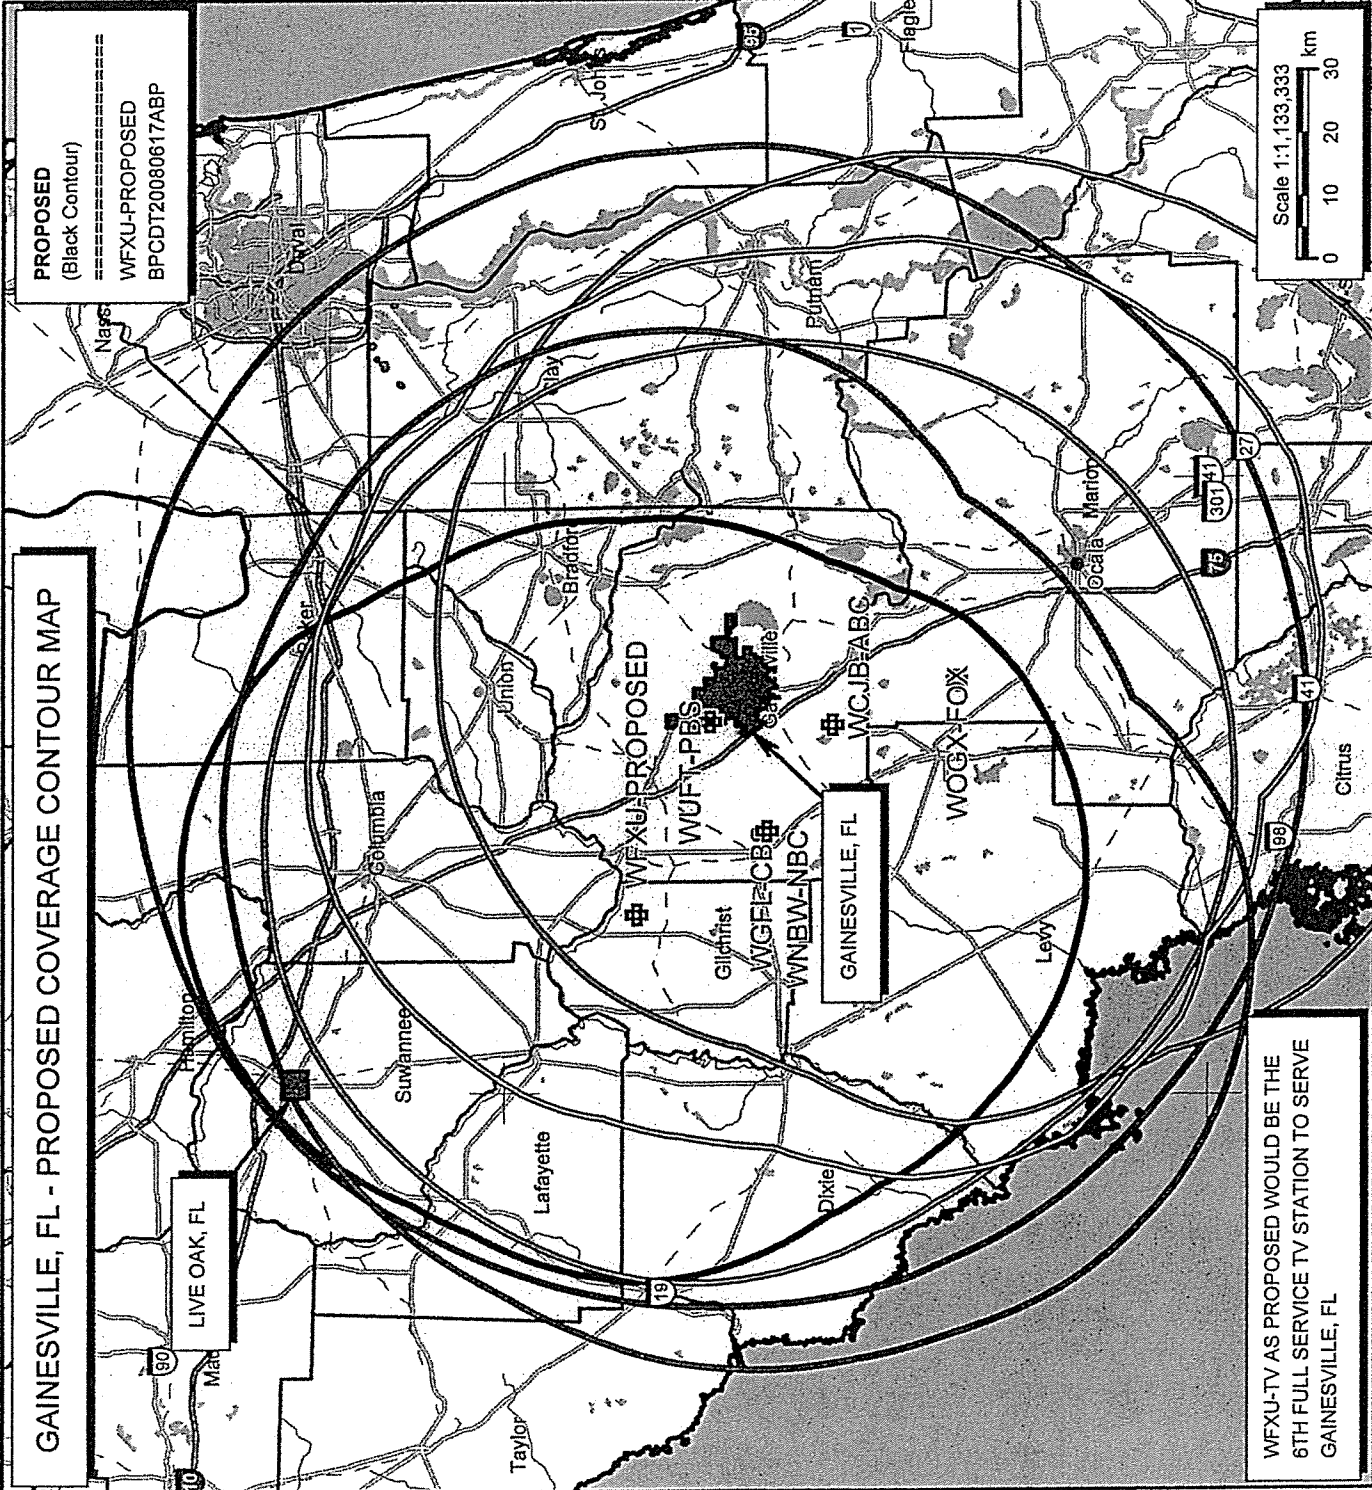 GAINESVILLE, FL - PROPOSED COVERAGE CONTOUR MAP
PROPOSED
(Black Contour)
WFXU-PROPOSED
BPCDT20080617ABP
LIVE OAK, FL
Hamilton
Suwannee
Columbia
Baker
Union
Bradford
Duval
Clay
St. Johns
Flagle
Putnam
Marion
Ocala
Lafayette
Taylor
Dixie
Gilchrist
Levy
Citrus
WFXU-PROPOSED
WUFT-PBS
WGFL-CBS
WNBW-NBC
WCJB-ABC
WOGX-FOX
GAINESVILLE, FL
90
19
98
41
27
301
41
75
95
1
Scale 1:1,133,333
0 10 20 30
km
WFXU-TV AS PROPOSED WOULD BE THE
6TH FULL SERVICE TV STATION TO SERVE
GAINESVILLE, FL